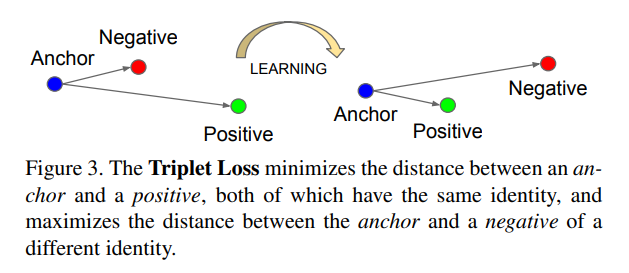 Negative
Anchor
Positive
LEARNING
Anchor
Negative
Positive
Figure 3. The Triplet Loss minimizes the distance between an an-
chor and a positive, both of which have the same identity, and
maximizes the distance between the anchor and a negative of a
different identity.